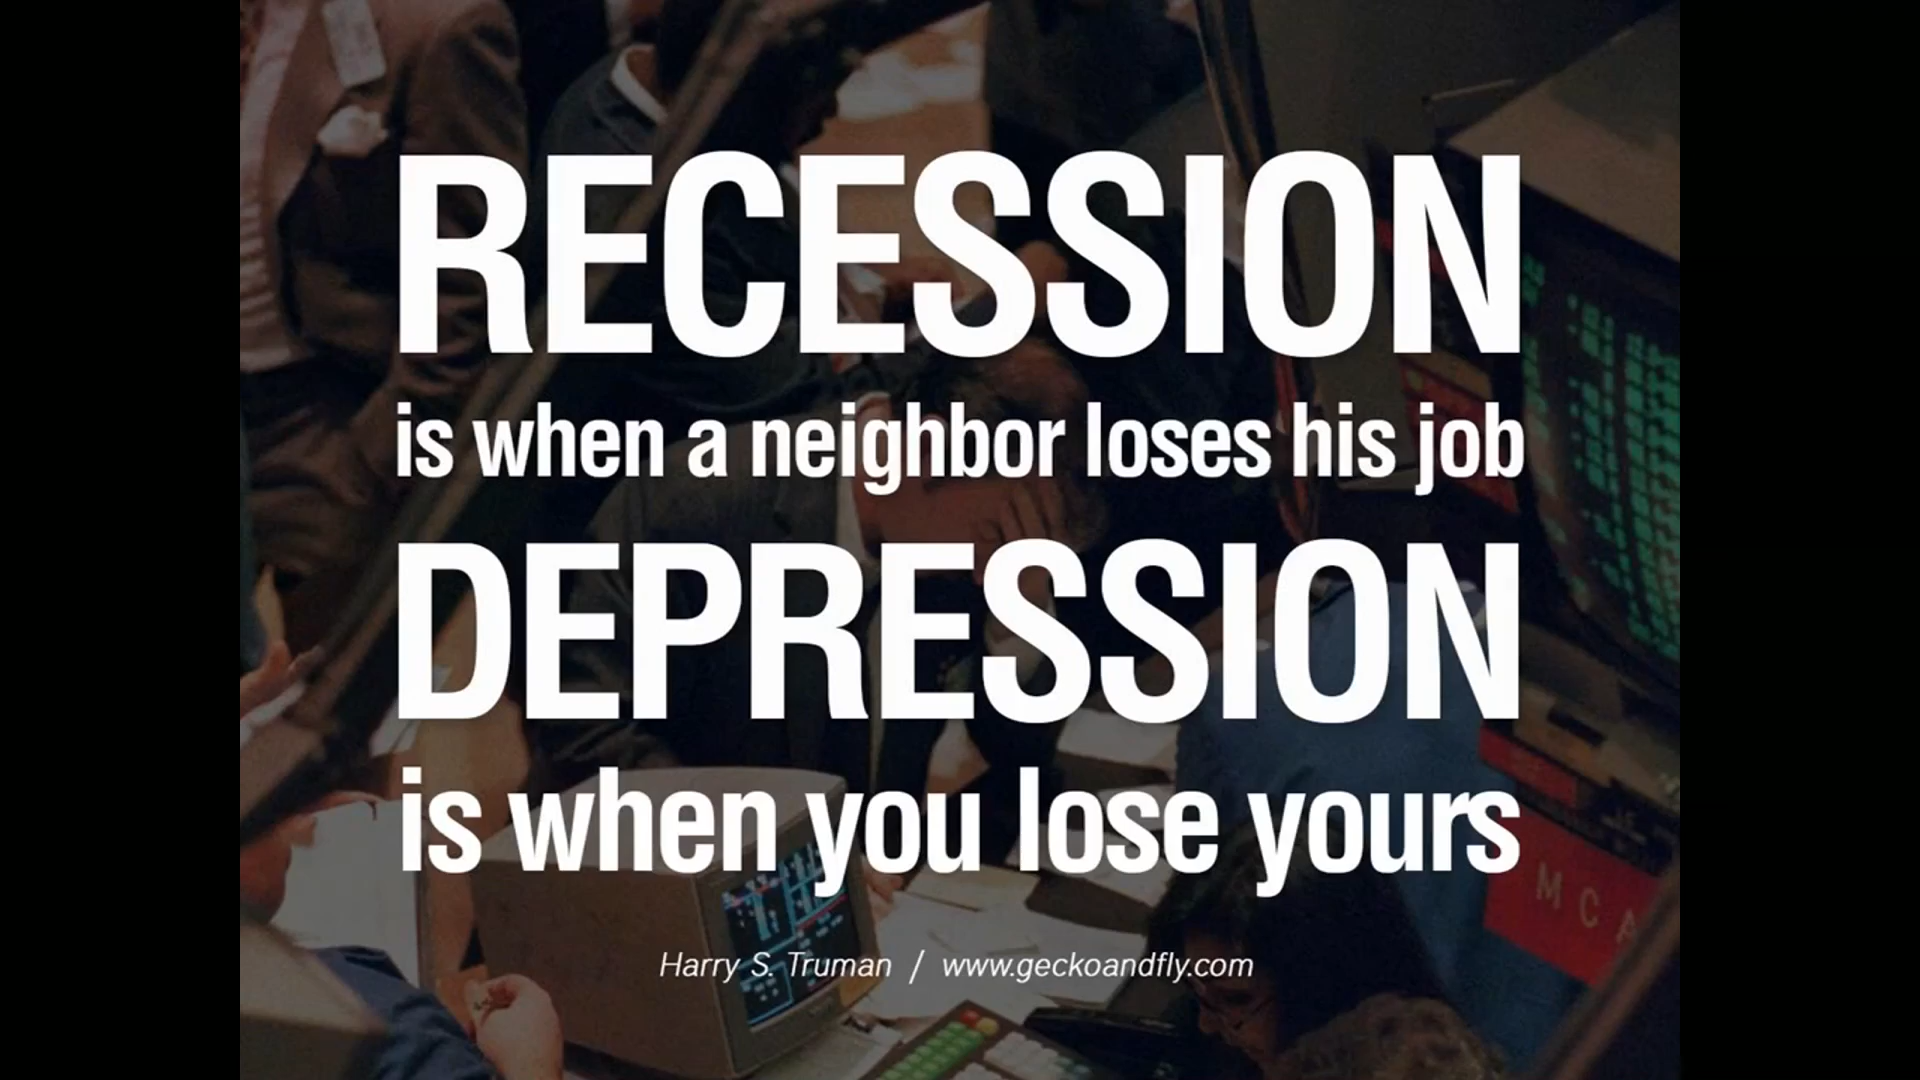 RECESSION
is when a neighbor loses his job
DEPRESSION
is when you lose yours
Harry S. Truman / www.geckoandfly.com
M C A